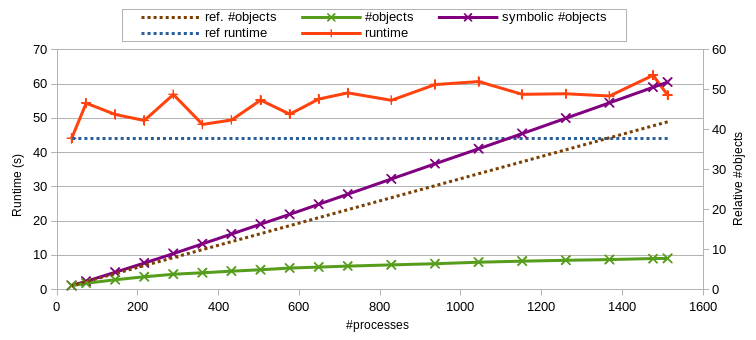 ref. #objects #objects symbolic #objects
ref runtime runtime
70 60 50 40 30 20 10 0
Runtime (s)
0 200 400 600 800 1000 1200 1400 1600
#processes
60 50 40 30 20 10 0
Relative #objects